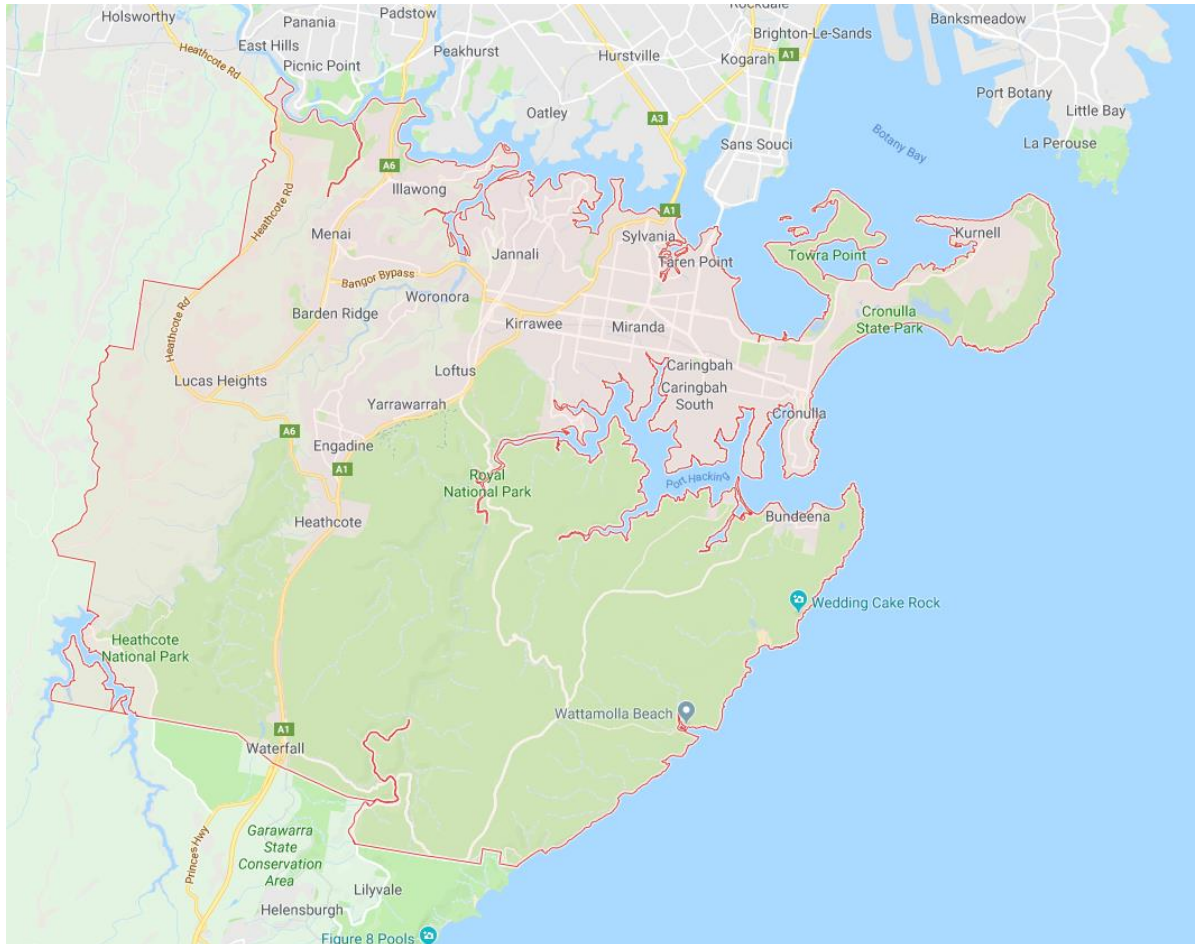 Holsworthy
Panania
Padstow
Rockdale
Banksmeadow
East Hills
Peakhurst
Hurstville
Brighton-Le-Sands
Kogarah
A1
Heathcote Rd
Picnic Point
Port Botany
Little Bay
Oatley
A3
Sans Souci
Botany Bay
La Perouse
A6
Illawong
Heathcote Rd
A1
Menai
Jannali
Sylvania
Kurnell
Towra Point
Taren Point
Bangor Bypass
Woronora
Heathcote Rd
Barden Ridge
Kirrawee
Miranda
Cronulla
State Park
Lucas Heights
Loftus
Caringbah
Caringbah
South
Yarrawarrah
Cronulla
A6
Engadine
A1
Royal
National Park
Port Hacking
Heathcote
Bundeena
Wedding Cake Rock
Heathcote
National Park
Wattamolla Beach
A1
Waterfall
Princes Hwy
Garawarra
State
Conservation
Area
Lilyvale
Helensburgh
Figure 8 Pools